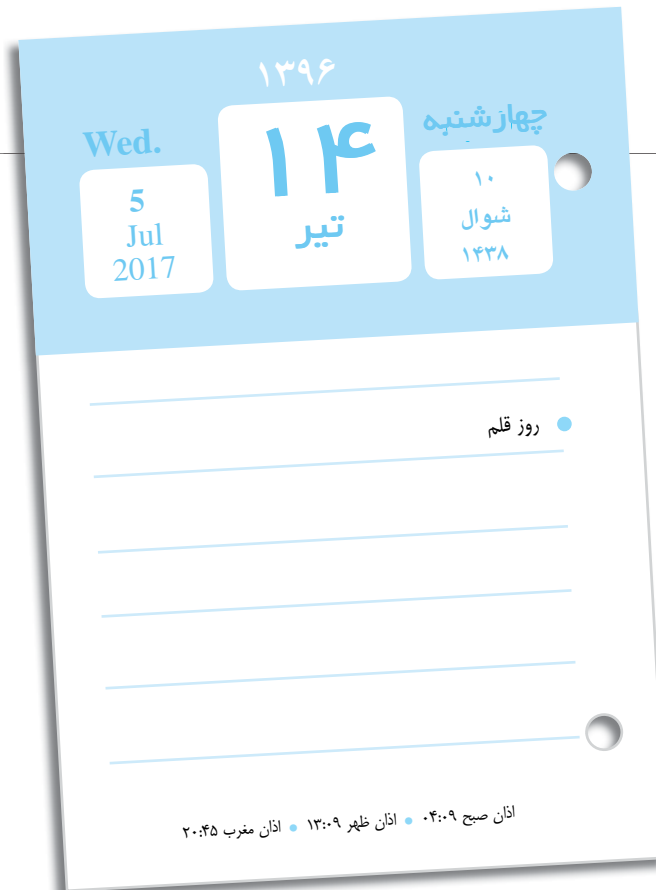 ۱۳۹۶
چهارشنبه
۱۰
شوال
۱۴۳۸
۱۴
تیر
Wed.
5
Jul
2017
روز قلم
اذان صبح ۰۴:۰۹ • اذان ظهر ۱۳:۰۹ • اذان مغرب ۲۰:۴۵